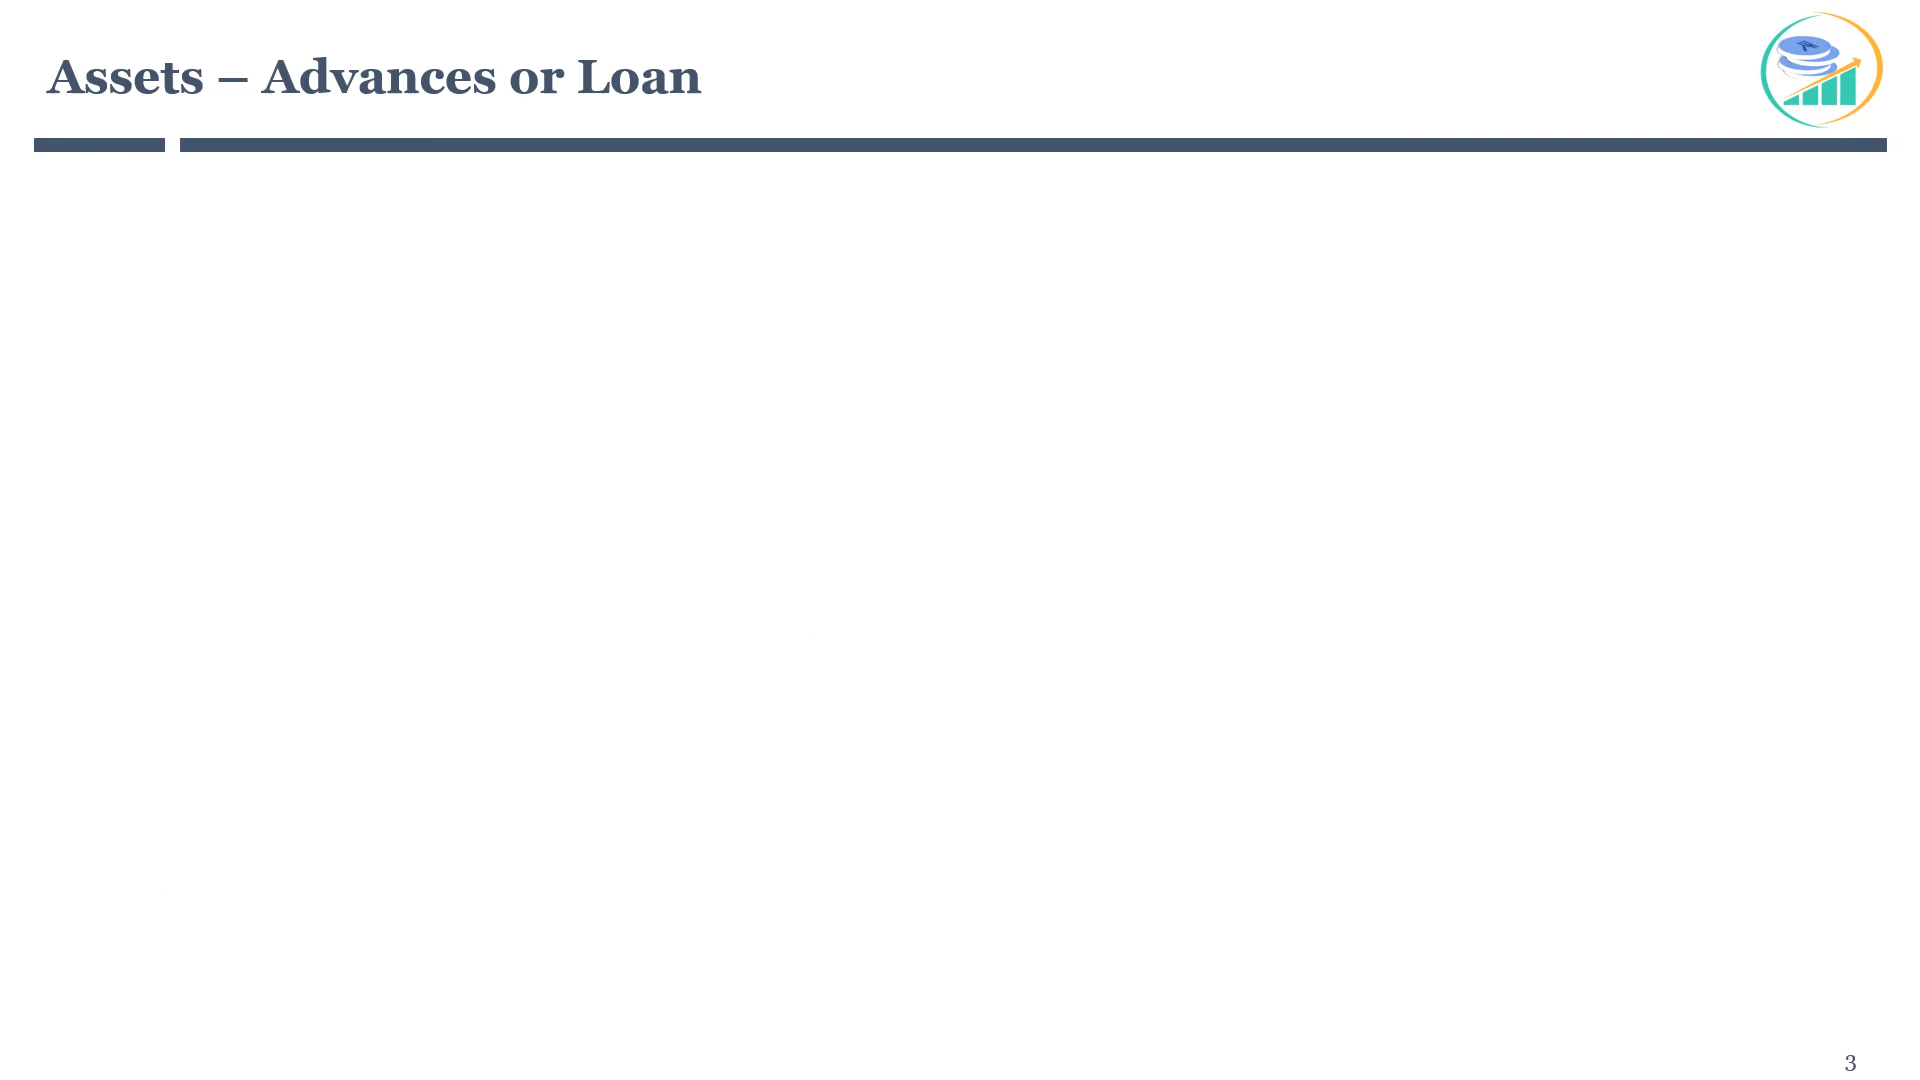 Assets – Advances or Loan
3